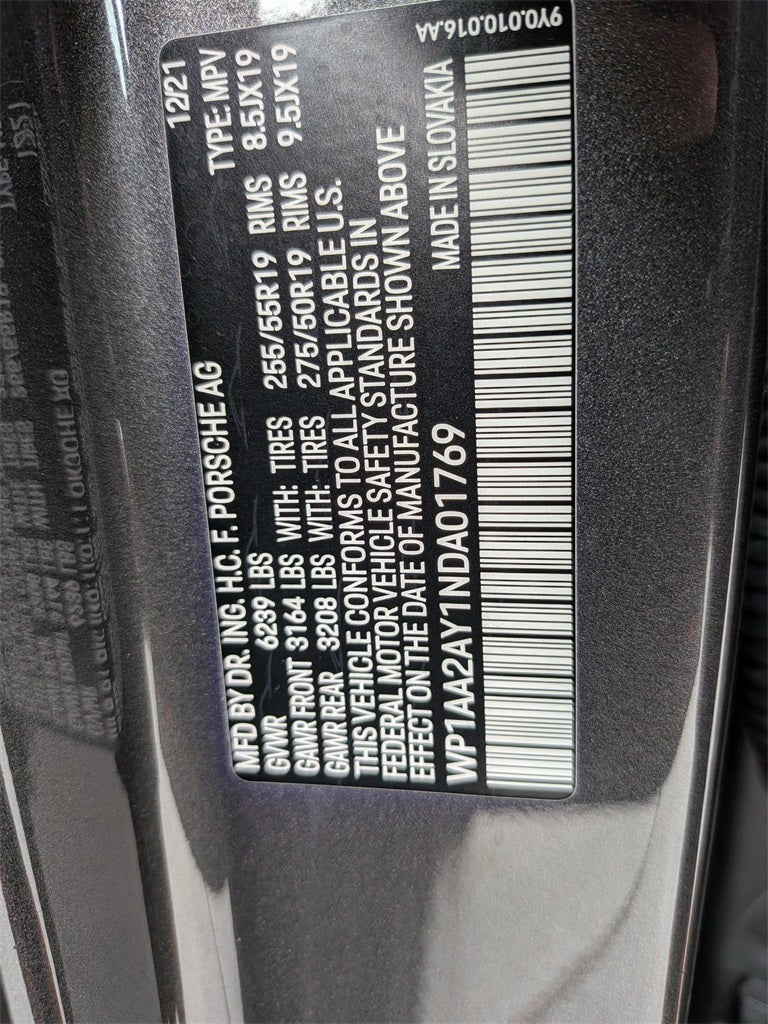 MFD BY DR. ING. H.C. F. PORSCHE AG 12/21
GVWR 6239 LBS TYPE: MPV
GAWR FRONT 3164 LBS WITH: TIRES 255/55R19 RIMS 8.5JX19
GAWR REAR 3208 LBS WITH: TIRES 275/50R19 RIMS 9.5JX19
THIS VEHICLE CONFORMS TO ALL APPLICABLE U.S.
FEDERAL MOTOR VEHICLE SAFETY STANDARDS IN
EFFECT ON THE DATE OF MANUFACTURE SHOWN ABOVE
WP1AA2AY1NDA01769 MADE IN SLOVAKIA
9Y0.010.016.AA